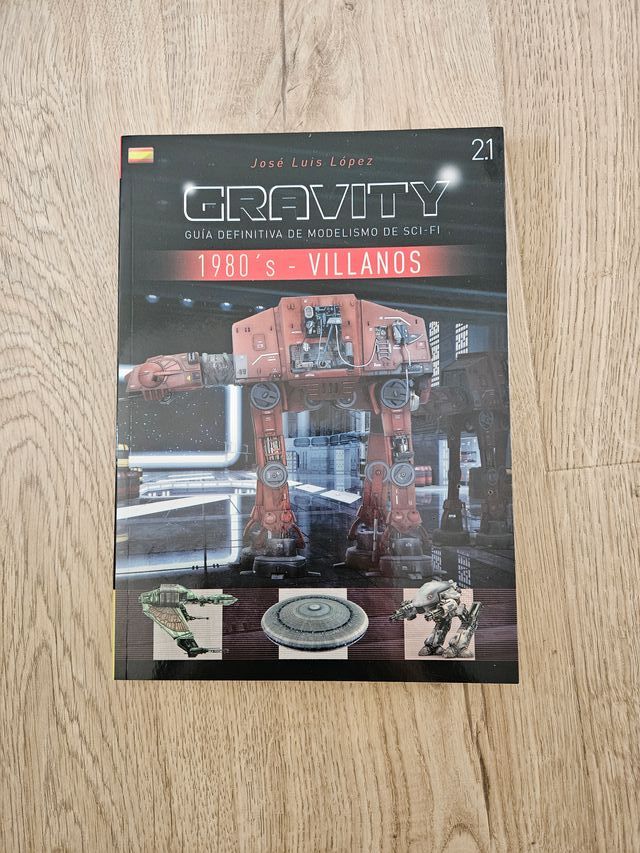 José Luis López
2.1
GRAVITY
GUÍA DEFINITIVA DE MODELISMO DE SCI-FI
1980´s - VILLANOS